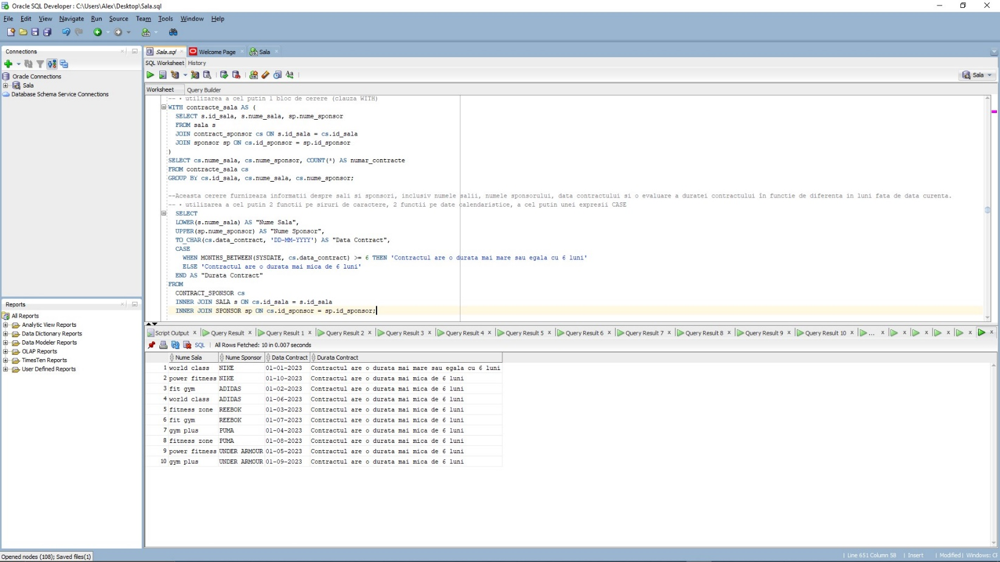 Oracle SQL Developer : C:\Users\Alex\Desktop\Sala.sql
File Edit View Navigate Run Source Team Tools Window Help
Connections
Sala.sql Welcome Page Sala
SQL Worksheet History
Oracle Connections
Sala
Database Schema Service Connections
Sala
Worksheet Query Builder
-- • utilizarea a cel putin 1 bloc de cerere (clauza WITH)
WITH contracte_sala AS (
SELECT s.id_sala, s.nume_sala, sp.nume_sponsor
FROM sala s
JOIN contract_sponsor cs ON s.id_sala = cs.id_sala
JOIN sponsor sp ON cs.id_sponsor = sp.id_sponsor
)
SELECT cs.nume_sala, cs.nume_sponsor, COUNT(*) AS numar_contracte
FROM contracte_sala cs
GROUP BY cs.id_sala, cs.nume_sala, cs.nume_sponsor;
--Aceasta cerere furnizeaza informatii despre sali si sponsori, inclusiv numele salii, numele sponsorului, data contractului si o evaluare a duratei contractului în functie de diferenta in luni fata de data curenta.
-- • utilizarea a cel putin 2 functii pe siruri de caractere, 2 functii pe date calendaristice, a cel putin unei expresii CASE
SELECT
LOWER(s.nume_sala) AS "Nume Sala",
UPPER(sp.nume_sponsor) AS "Nume Sponsor",
TO_CHAR(cs.data_contract, 'DD-MM-YYYY') AS "Data Contract",
CASE
WHEN MONTHS_BETWEEN(SYSDATE, cs.data_contract) >= 6 THEN 'Contractul are o durata mai mare sau egala cu 6 luni'
ELSE 'Contractul are o durata mai mica de 6 luni'
END AS "Durata Contract"
FROM
CONTRACT_SPONSOR cs
INNER JOIN SALA s ON cs.id_sala = s.id_sala
INNER JOIN SPONSOR sp ON cs.id_sponsor = sp.id_sponsor;
Reports
All Reports
Analytic View Reports
Data Dictionary Reports
Data Modeler Reports
OLAP Reports
TimesTen Reports
User Defined Reports
Script Output x Query Result x Query Result 1 x Query Result 2 x Query Result 3 x Query Result 4 x Query Result 5 x Query Result 6 x Query Result 7 x Query Result 8 x Query Result 9 x Query Result 10 x ... x x x x x x
SQL | All Rows Fetched: 10 in 0.007 seconds
Nume Sala Nume Sponsor Data Contract Durata Contract
1 world class NIKE 01-01-2023 Contractul are o durata mai mare sau egala cu 6 luni
2 power fitness NIKE 01-10-2023 Contractul are o durata mai mica de 6 luni
3 fit gym ADIDAS 01-02-2023 Contractul are o durata mai mica de 6 luni
4 world class ADIDAS 01-06-2023 Contractul are o durata mai mica de 6 luni
5 fitness zone REEBOK 01-03-2023 Contractul are o durata mai mica de 6 luni
6 fit gym REEBOK 01-07-2023 Contractul are o durata mai mica de 6 luni
7 gym plus PUMA 01-04-2023 Contractul are o durata mai mica de 6 luni
8 fitness zone PUMA 01-08-2023 Contractul are o durata mai mica de 6 luni
9 power fitness UNDER ARMOUR 01-05-2023 Contractul are o durata mai mica de 6 luni
10 gym plus UNDER ARMOUR 01-09-2023 Contractul are o durata mai mica de 6 luni
Opened nodes (108); Saved files(1)
| Line 651 Column 58 | Insert | Modified | Windows: Cl